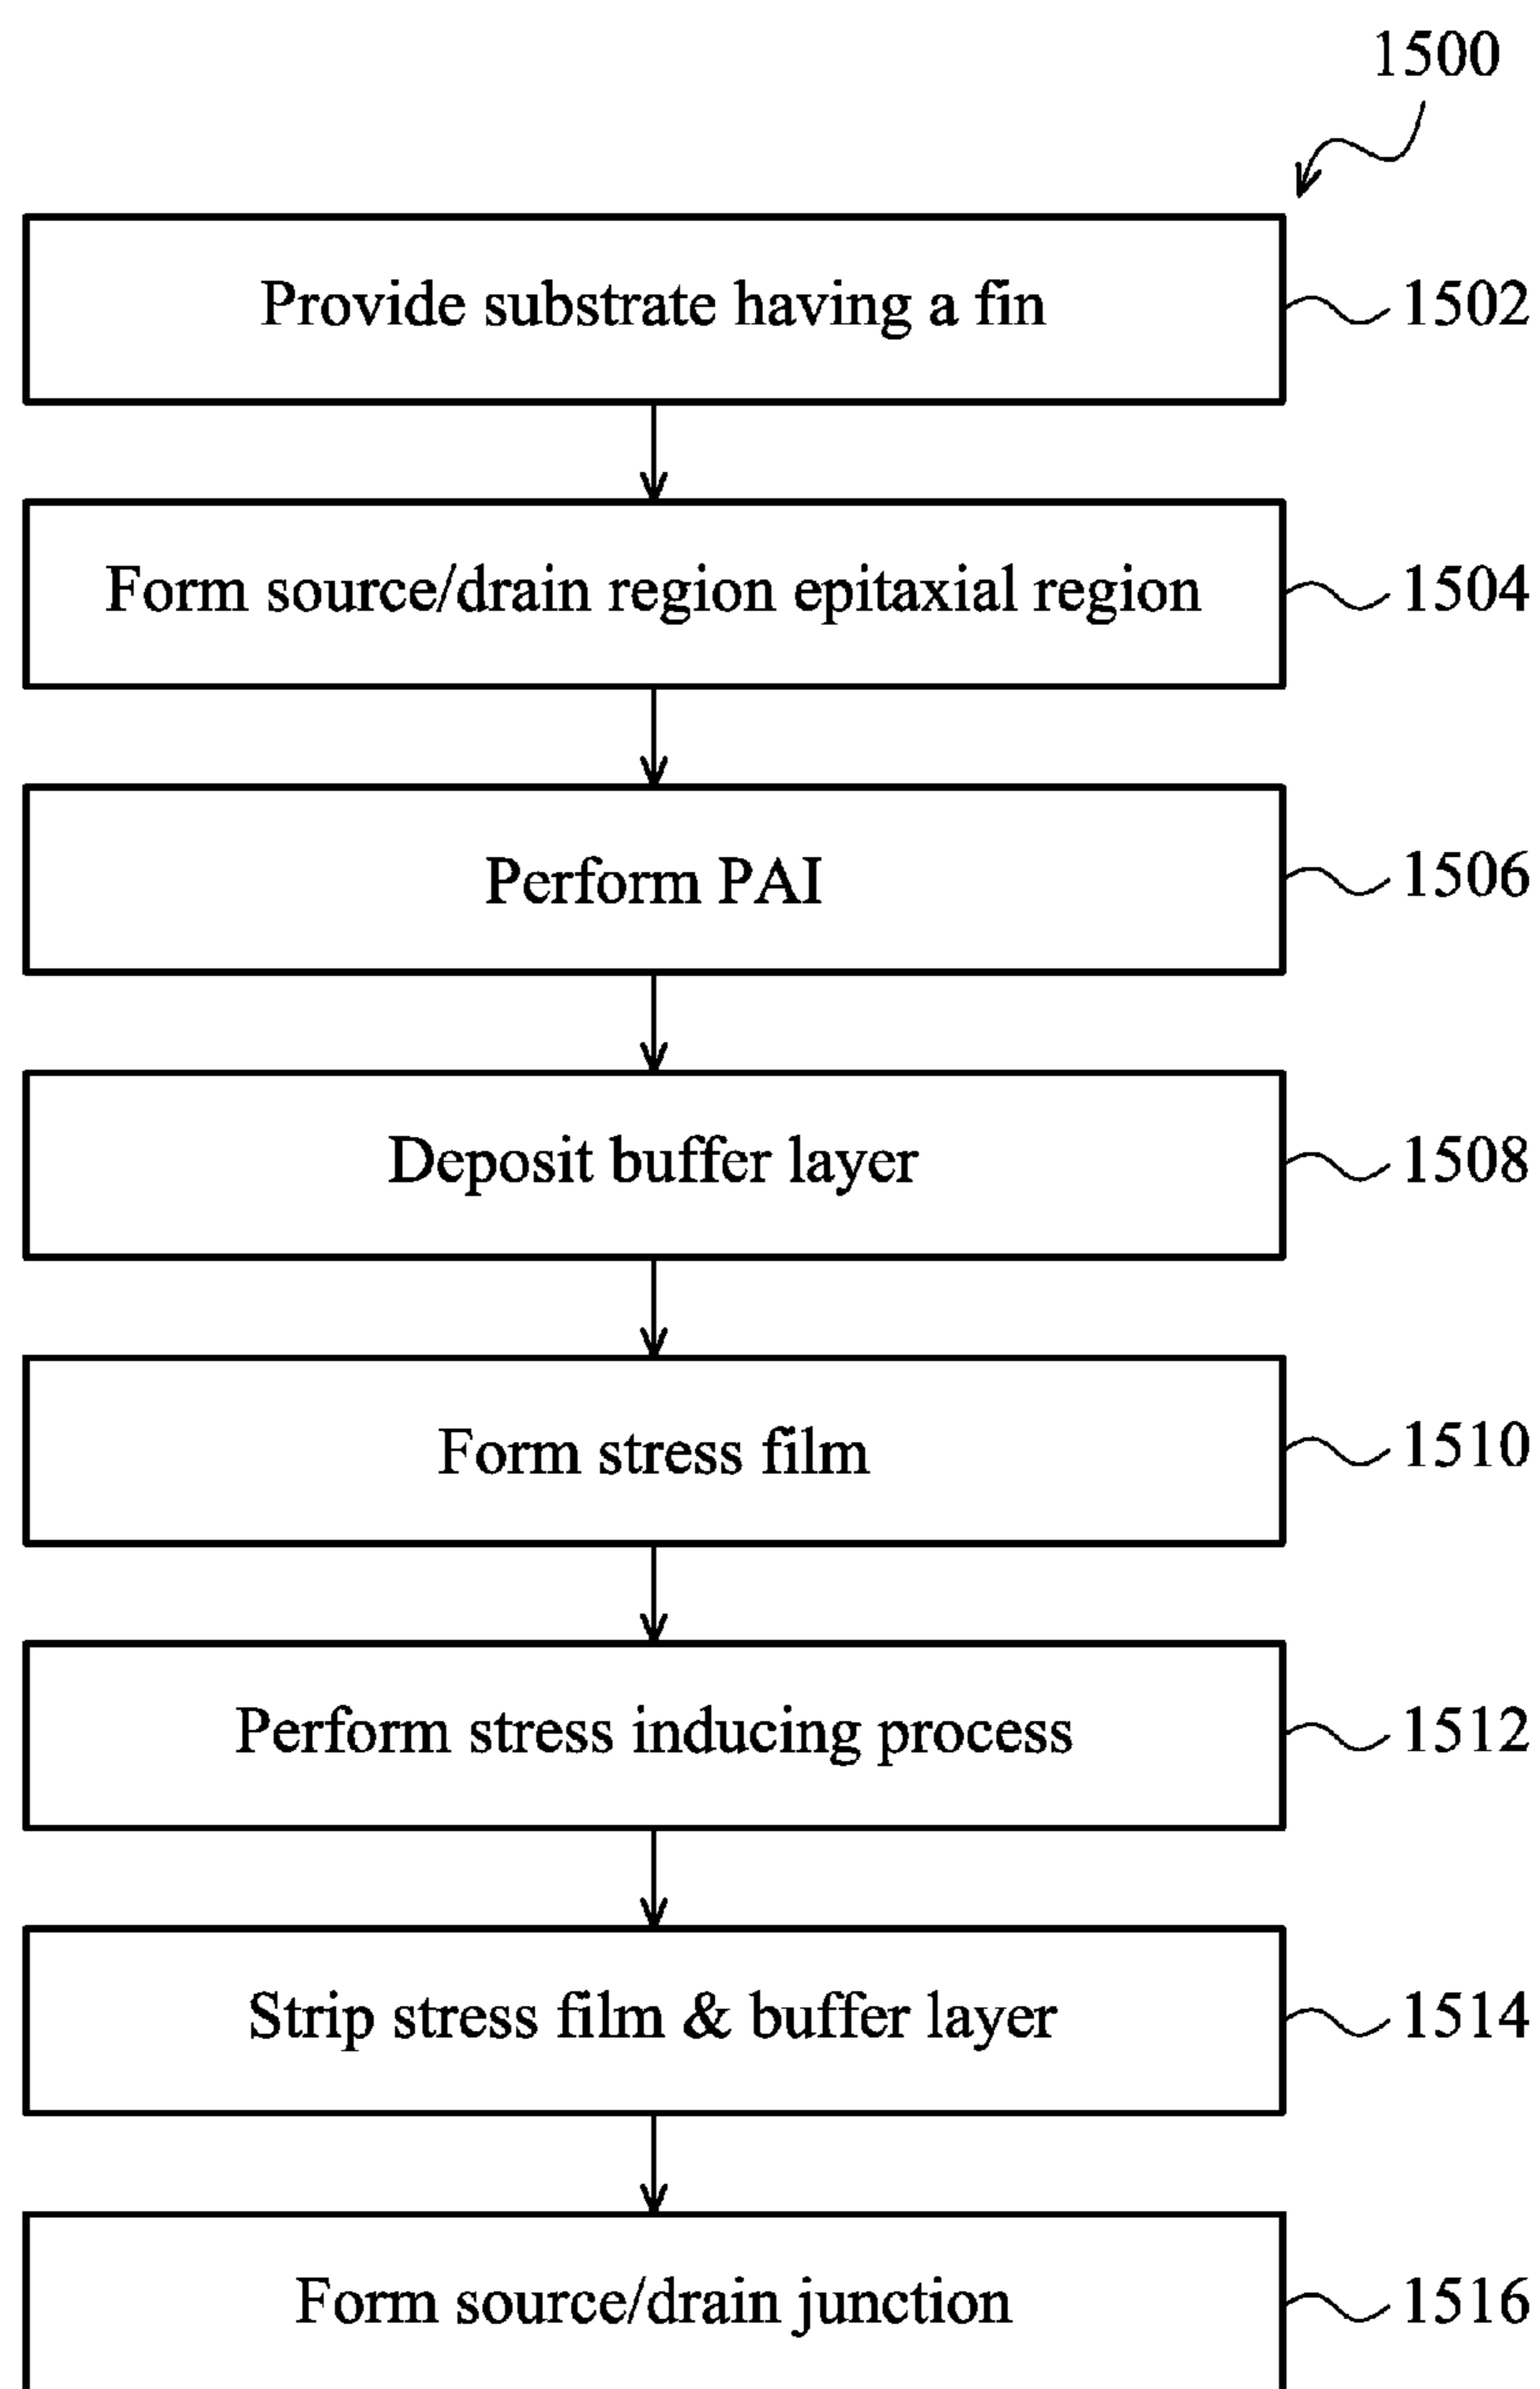 1500
Provide substrate having a fin
1502
Form source/drain region epitaxial region
1504
Perform PAI
1506
Deposit buffer layer
1508
Form stress film
1510
Perform stress inducing process
1512
Strip stress film & buffer layer
1514
Form source/drain junction
1516